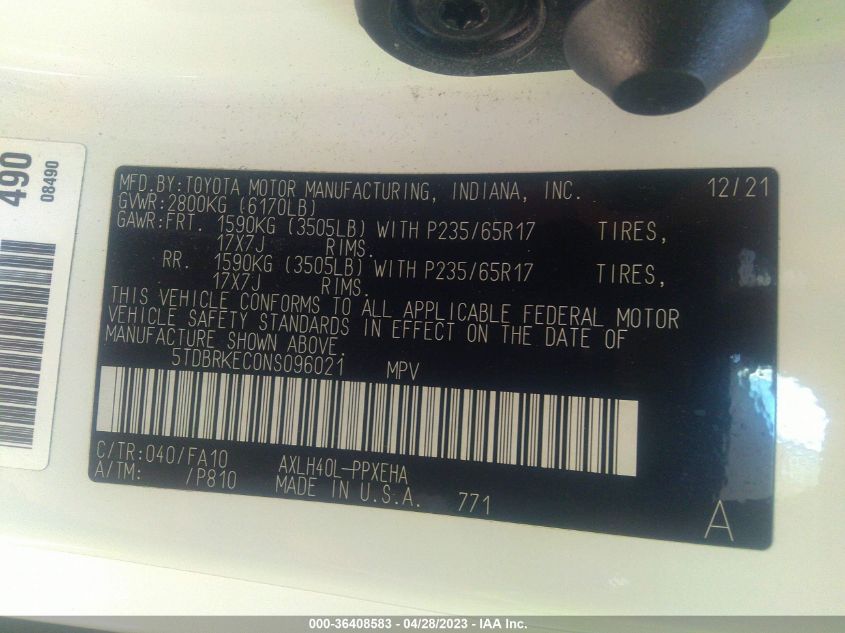 490
08490
MFD.BY:TOYOTA MOTOR MANUFACTURING, INDIANA, INC. 12/21
GVWR:2800KG (6170LB)
GAWR:FRT. 1590KG (3505LB) WITH P235/65R17 TIRES,
17X7J RIMS.
RR. 1590KG (3505LB) WITH P235/65R17 TIRES,
17X7J RIMS.
THIS VEHICLE CONFORMS TO ALL APPLICABLE FEDERAL MOTOR
VEHICLE SAFETY STANDARDS IN EFFECT ON THE DATE OF
MANUFACTURE SHOWN ABOVE.
5TDBRKEC0NS096021 MPV
C/TR:040/FA10 AXLH40L-PPXEHA
A/TM: /P810 MADE IN U.S.A. 771
A
000-36408583 - 04/28/2023 - IAA Inc.